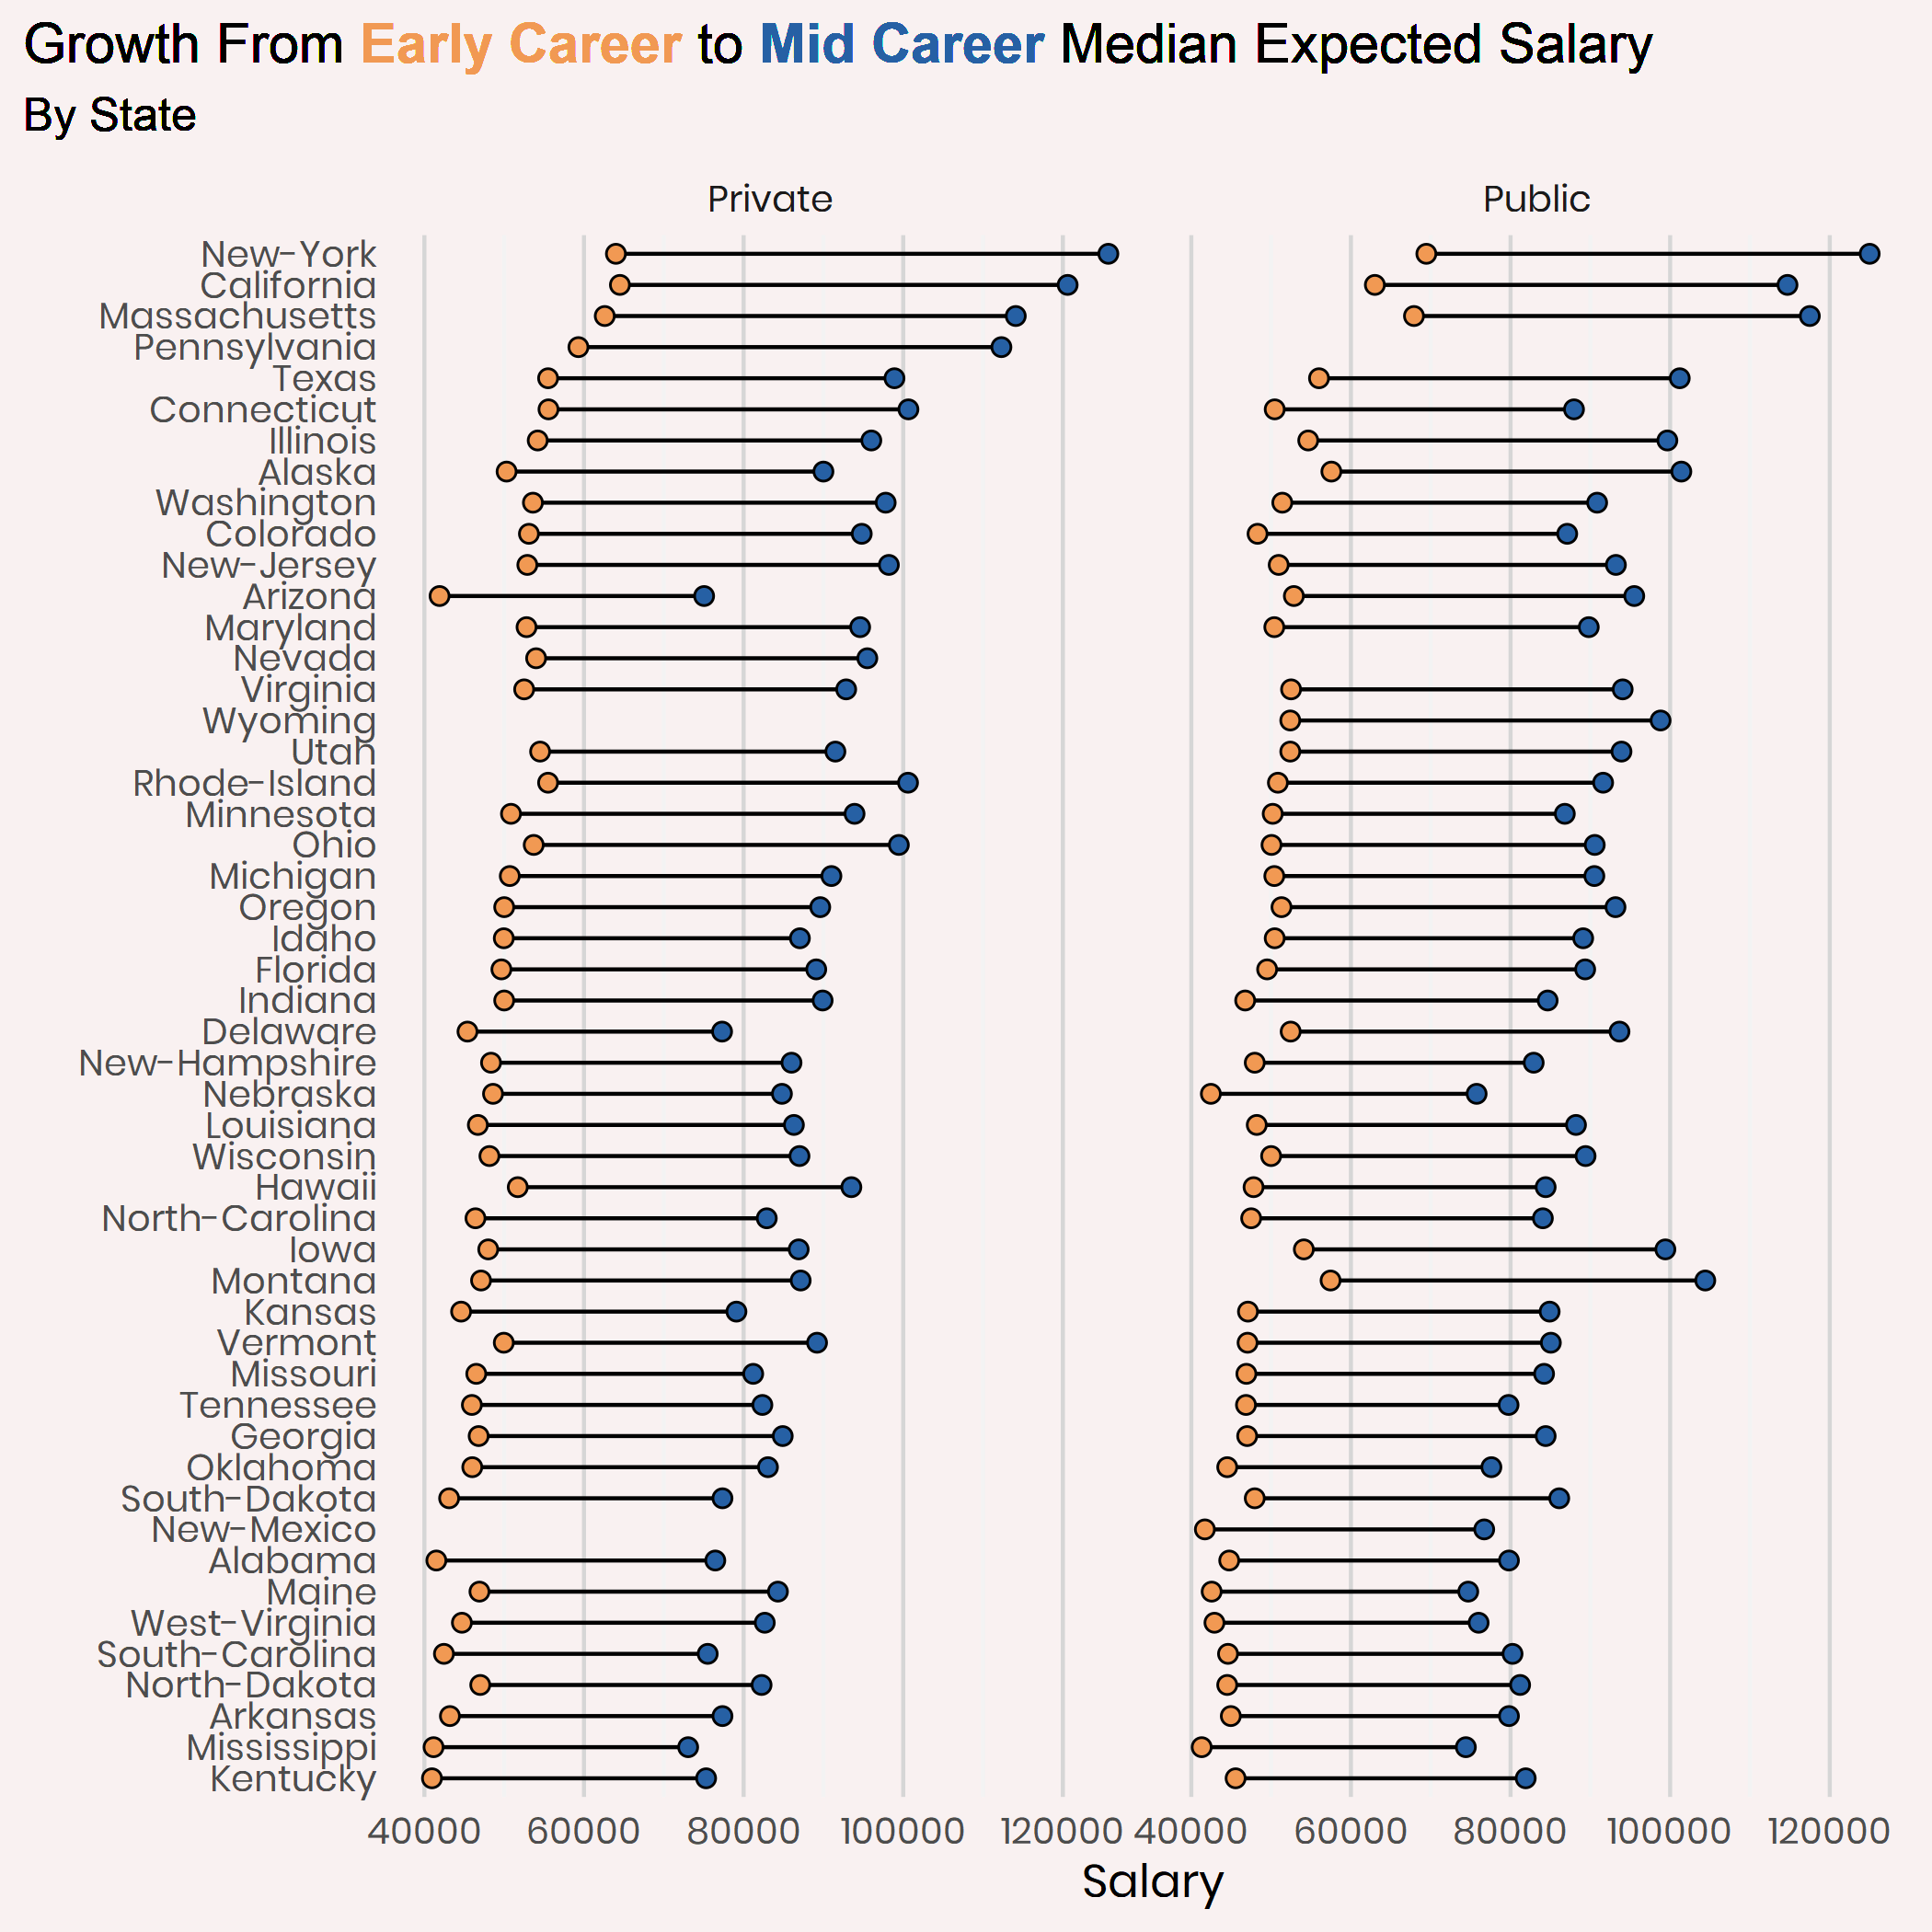 Growth From Early Career to Mid Career Median Expected Salary
By State
Private Public
New-York
California
Massachusetts
Pennsylvania
Texas
Connecticut
Illinois
Alaska
Washington
Colorado
New-Jersey
Arizona
Maryland
Nevada
Virginia
Wyoming
Utah
Rhode-Island
Minnesota
Ohio
Michigan
Oregon
Idaho
Florida
Indiana
Delaware
New-Hampshire
Nebraska
Louisiana
Wisconsin
Hawaii
North-Carolina
Iowa
Montana
Kansas
Vermont
Missouri
Tennessee
Georgia
Oklahoma
South-Dakota
New-Mexico
Alabama
Maine
West-Virginia
South-Carolina
North-Dakota
Arkansas
Mississippi
Kentucky
40000 60000 80000 100000 120000 40000 60000 80000 100000 120000
Salary